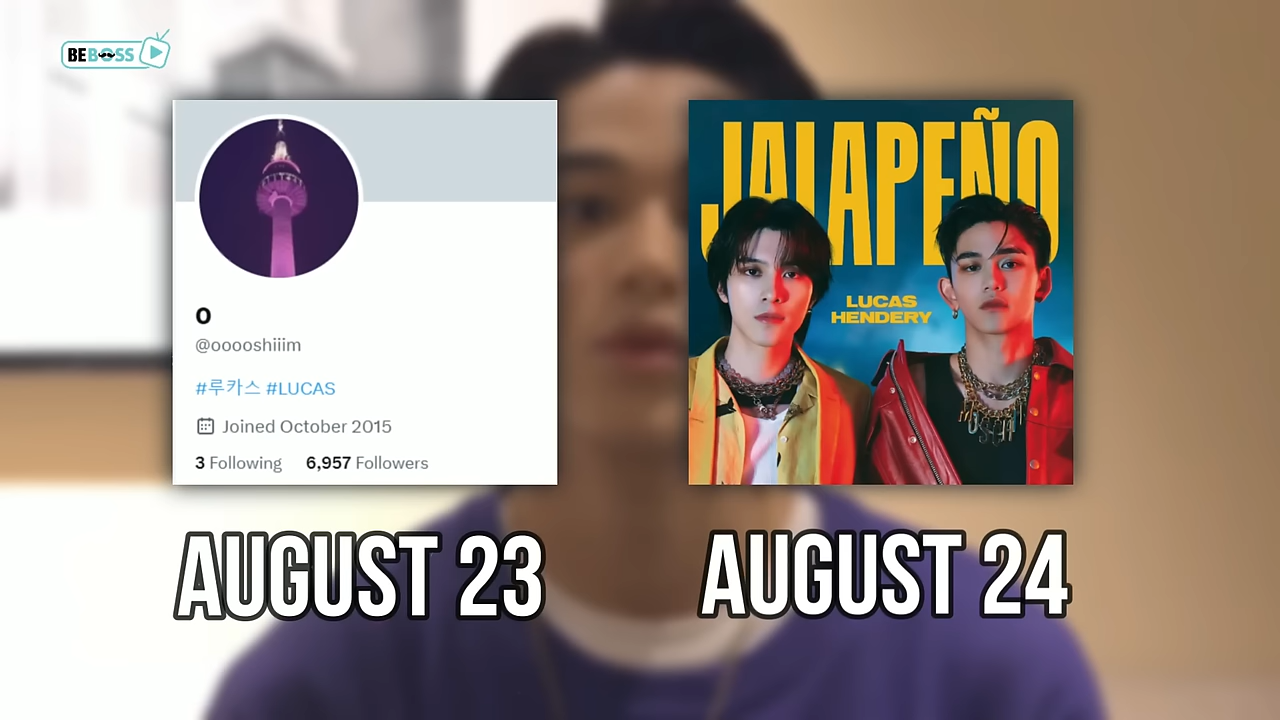 BEBOSS
0
@ooooshiiim
#루카스 #LUCAS
Joined October 2015
3 Following 6,957 Followers
AUGUST 23
JALAPEÑO
LUCAS
HENDERY
AUGUST 24